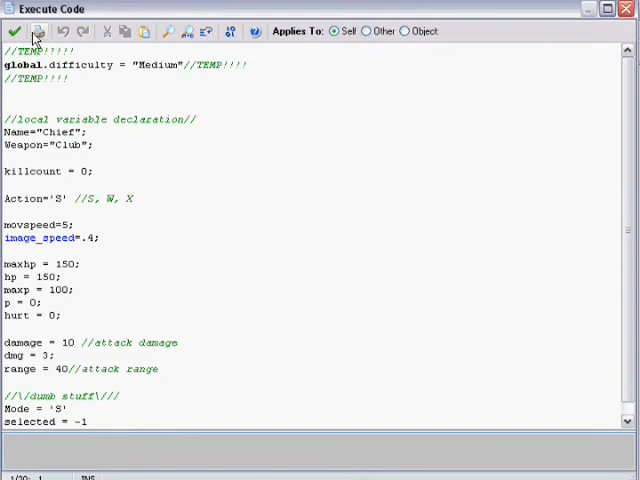 Execute Code
Applies To: Self Other Object:
//TEMP!!!!!
global.difficulty = "Medium"//TEMP!!!!
//TEMP!!!!
//local variable declaration//
Name="Chief";
Weapon="Club";
killcount = 0;
Action='S' //S, W, X
movspeed=5;
image_speed=.4;
maxhp = 150;
hp = 150;
maxp = 100;
p = 0;
hurt = 0;
damage = 10 //attack damage
dmg = 3;
range = 40//attack range
//\/dumb stuff\///
Mode = 'S'
selected = -1
INS